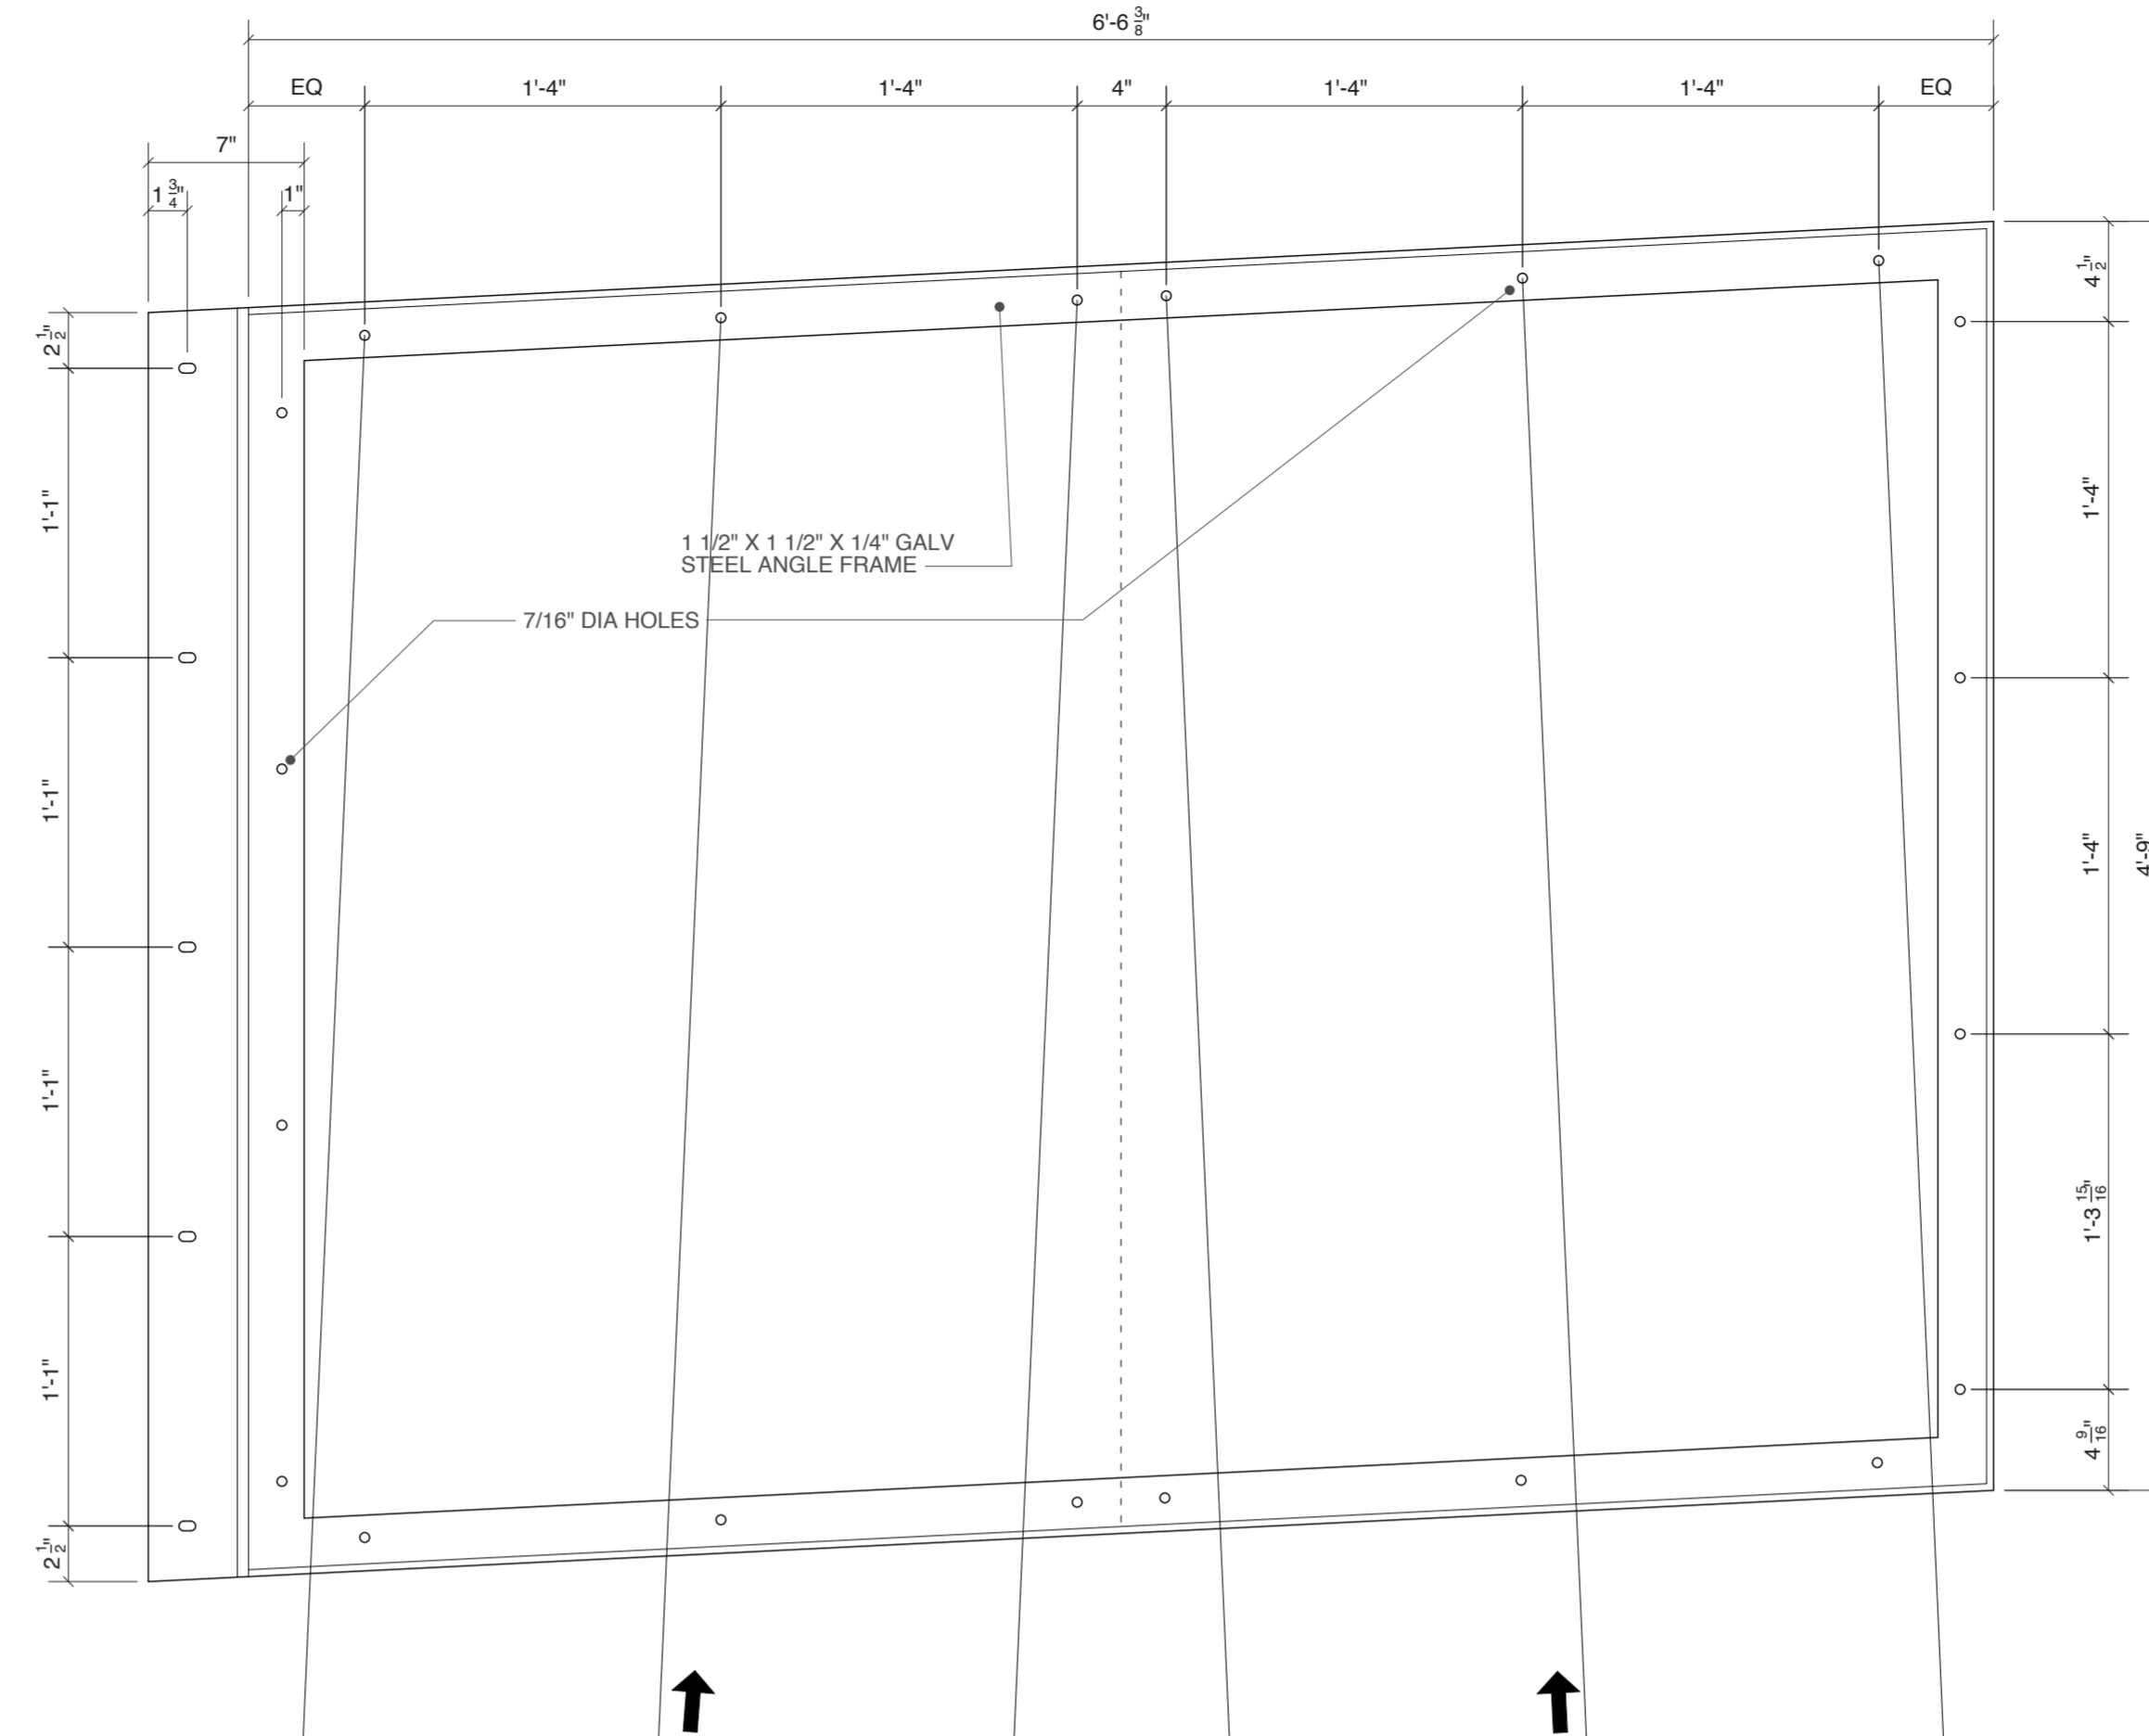 6'-6 3/8"
EQ 1'-4" 1'-4" 4" 1'-4" 1'-4" EQ
7"
1 3/4" 1"
2 1/2"
1'-1"
1'-1"
1'-1"
1'-1"
2 1/2"
1 1/2" X 1 1/2" X 1/4" GALV
STEEL ANGLE FRAME
7/16" DIA HOLES
4 1/2"
1'-4"
1'-4"
1'-3 15/16"
4 9/16"
4'-9"